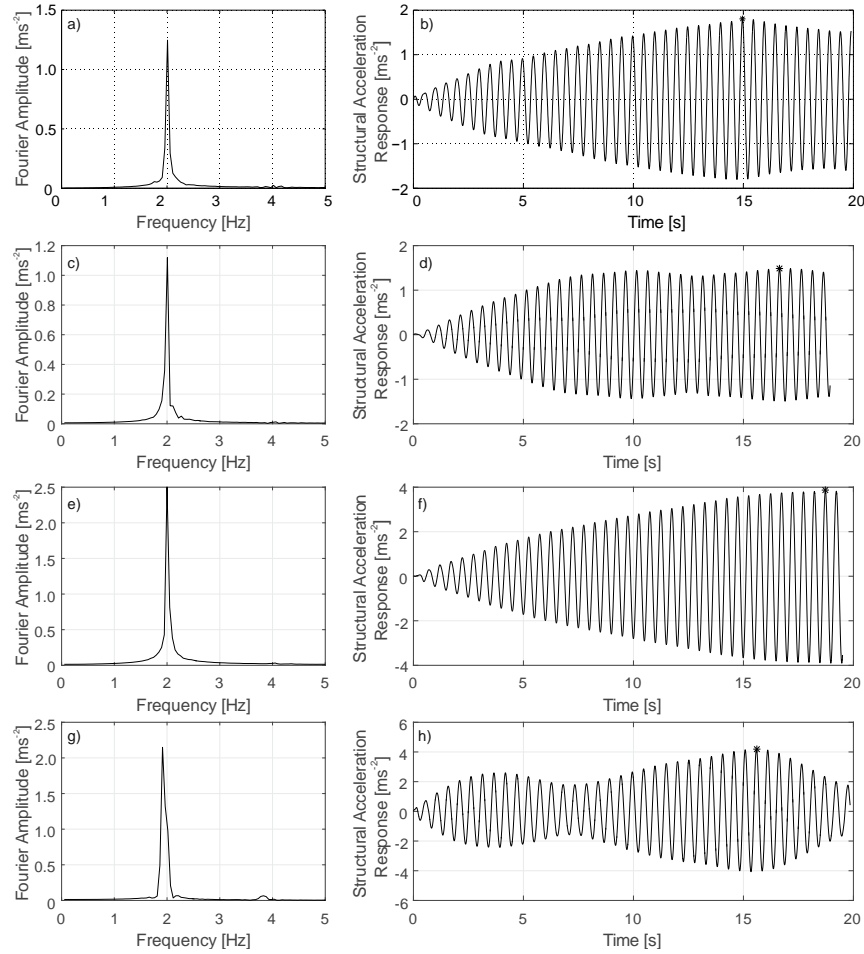 a)
Fourier Amplitude [ms⁻²]
1.5
1.0
0.5
0
0 1 2 3 4 5
Frequency [Hz]
b)
Structural Acceleration
Response [ms⁻²]
2
1
0
−1
−2
0 5 10 15 20
Time [s]
c)
Fourier Amplitude [ms⁻²]
1.2
1.0
0.8
0.6
0.4
0.2
0
0 1 2 3 4 5
Frequency [Hz]
d)
Structural Acceleration
Response [ms⁻²]
2
1
0
-1
-2
0 5 10 15 20
Time [s]
e)
Fourier Amplitude [ms⁻²]
2.5
2.0
1.5
1.0
0.5
0
0 1 2 3 4 5
Frequency [Hz]
f)
Structural Acceleration
Response [ms⁻²]
4
2
0
-2
-4
0 5 10 15 20
Time [s]
g)
Fourier Amplitude [ms⁻²]
2.5
2.0
1.5
1.0
0.5
0
0 1 2 3 4 5
Frequency [Hz]
h)
Structural Acceleration
Response [ms⁻²]
6
4
2
0
-2
-4
-6
0 5 10 15 20
Time [s]